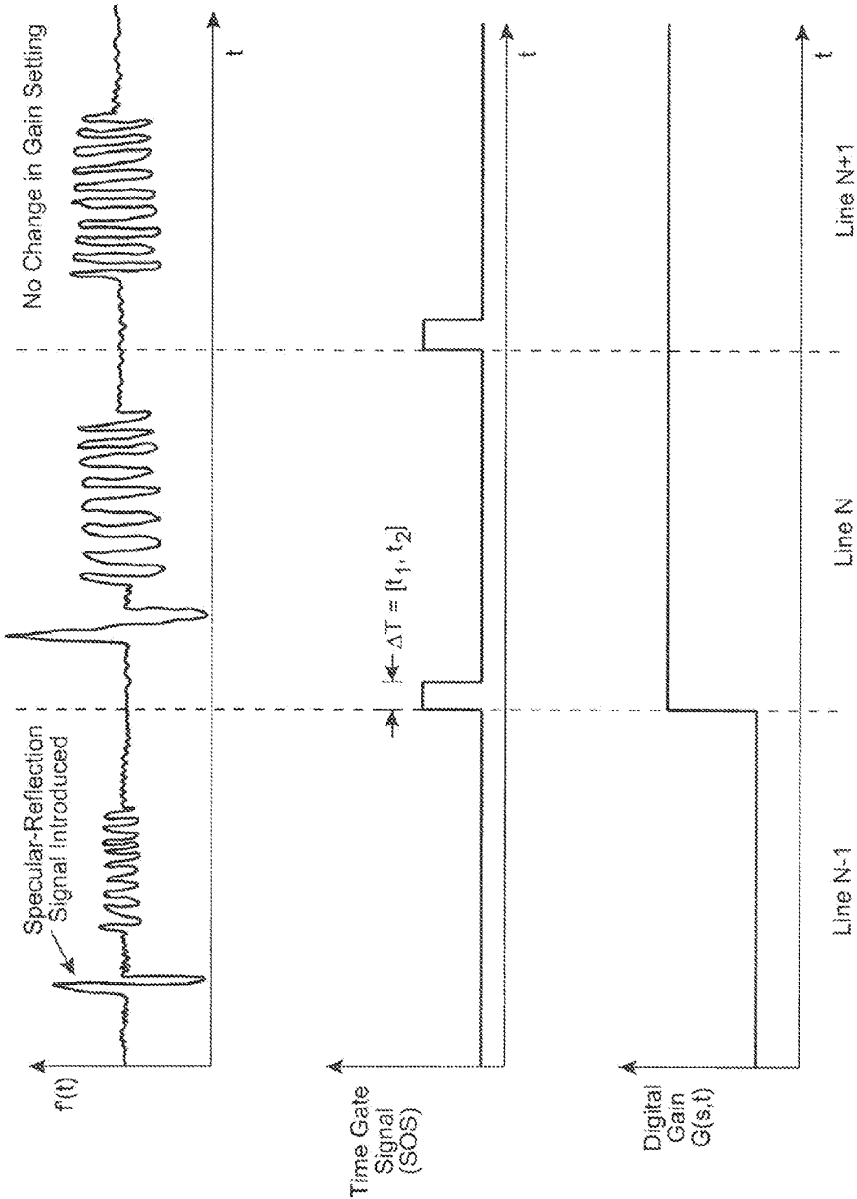 f'(t)
Specular-Reflection
Signal Introduced
No Change in Gain Setting
t
Time Gate
Signal
(SOS)
ΔT = [t₁, t₂]
t
Digital
Gain
G(s,t)
t
Line N-1
Line N
Line N+1